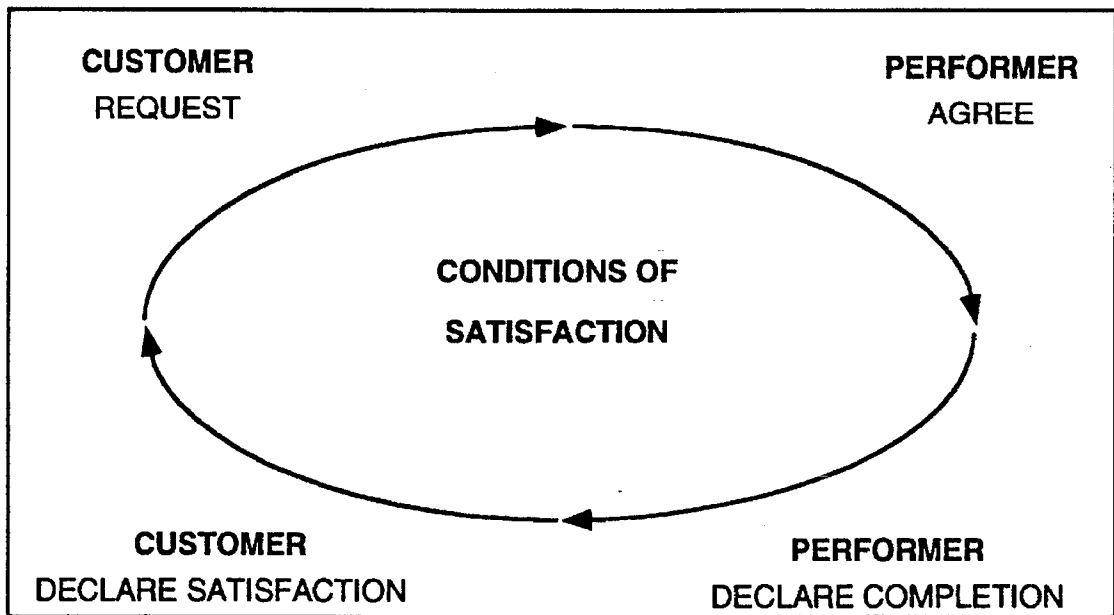 CUSTOMER
REQUEST
PERFORMER
AGREE
CONDITIONS OF
SATISFACTION
CUSTOMER
DECLARE SATISFACTION
PERFORMER
DECLARE COMPLETION